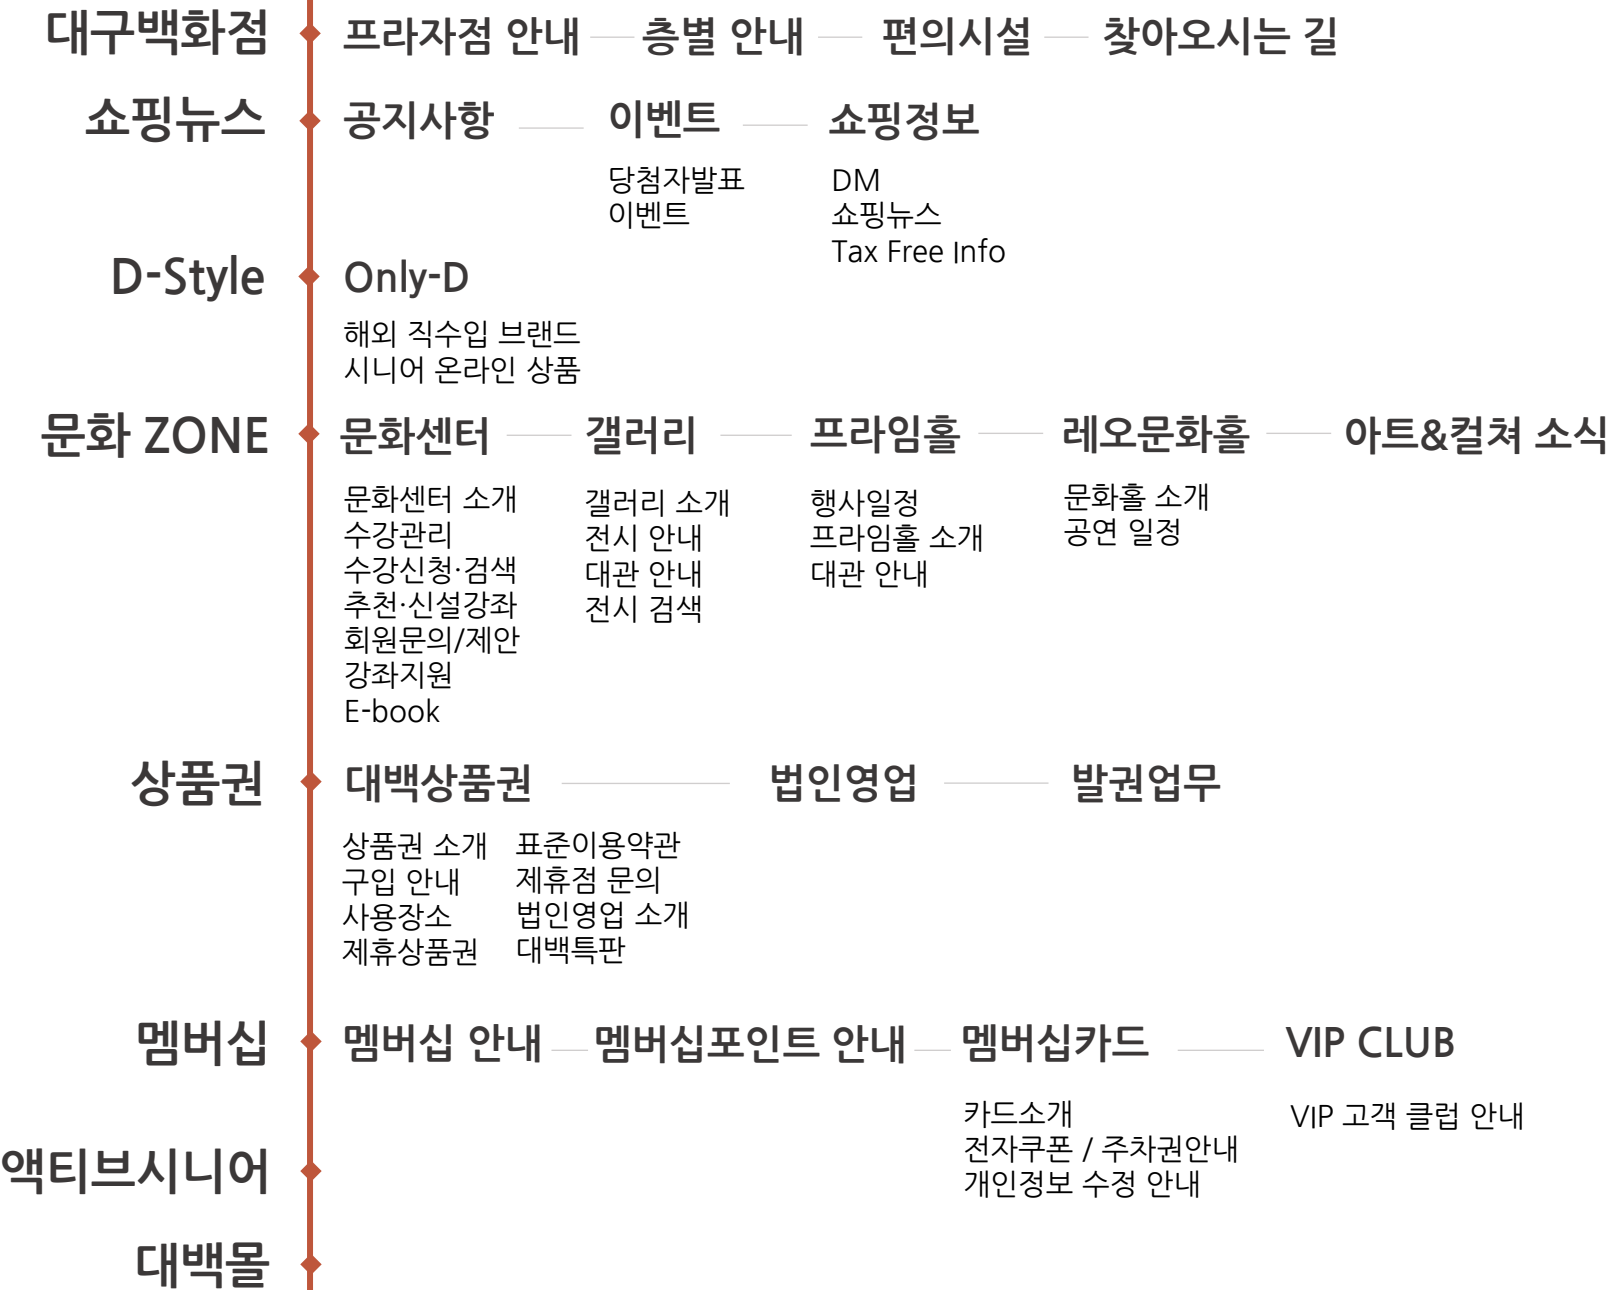 대구백화점
프라자점 안내
층별 안내
편의시설
찾아오시는 길
쇼핑뉴스
공지사항
이벤트
당첨자발표
이벤트
쇼핑정보
DM
쇼핑뉴스
Tax Free Info
D-Style
Only-D
해외 직수입 브랜드
시니어 온라인 상품
문화 ZONE
문화센터
문화센터 소개
수강관리
수강신청·검색
추천·신설강좌
회원문의/제안
강좌지원
E-book
갤러리
갤러리 소개
전시 안내
대관 안내
전시 검색
프라임홀
행사일정
프라임홀 소개
대관 안내
레오문화홀
문화홀 소개
공연 일정
아트&컬쳐 소식
상품권
대백상품권
상품권 소개
구입 안내
사용장소
제휴상품권
표준이용약관
제휴점 문의
법인영업 소개
대백특판
법인영업
발권업무
멤버십
멤버십 안내
멤버십포인트 안내
멤버십카드
카드소개
전자쿠폰 / 주차권안내
개인정보 수정 안내
VIP CLUB
VIP 고객 클럽 안내
액티브시니어
대백몰